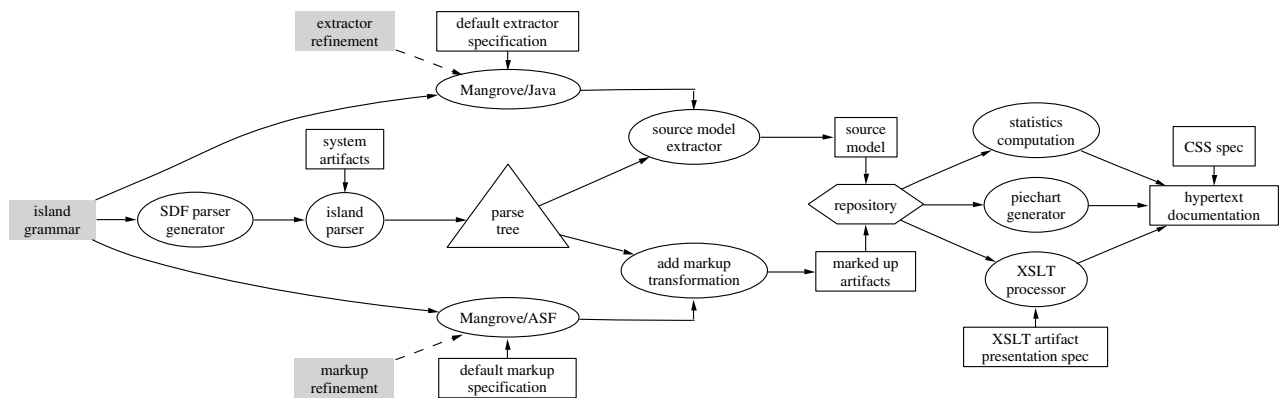 extractor
refinement
default extractor
specification
Mangrove/Java
system
artifacts
source model
extractor
source
model
statistics
computation
CSS spec
island
grammar
SDF parser
generator
island
parser
parse
tree
repository
piechart
generator
hypertext
documentation
add markup
transformation
marked up
artifacts
XSLT
processor
Mangrove/ASF
XSLT artifact
presentation spec
markup
refinement
default markup
specification